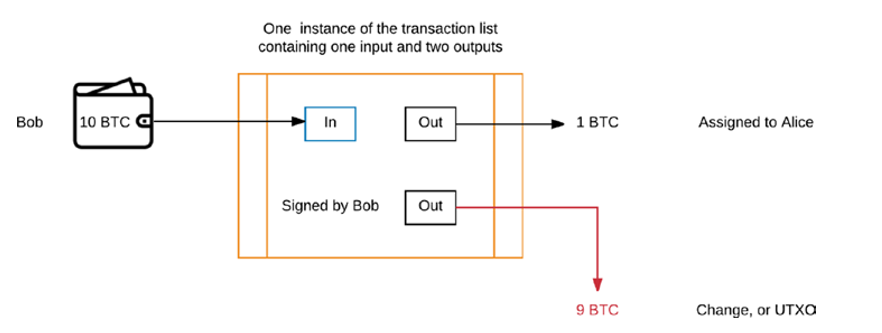 One instance of the transaction list
containing one input and two outputs
Bob
10 BTC
In
Out
1 BTC
Assigned to Alice
Signed by Bob
Out
9 BTC
Change, or UTXO